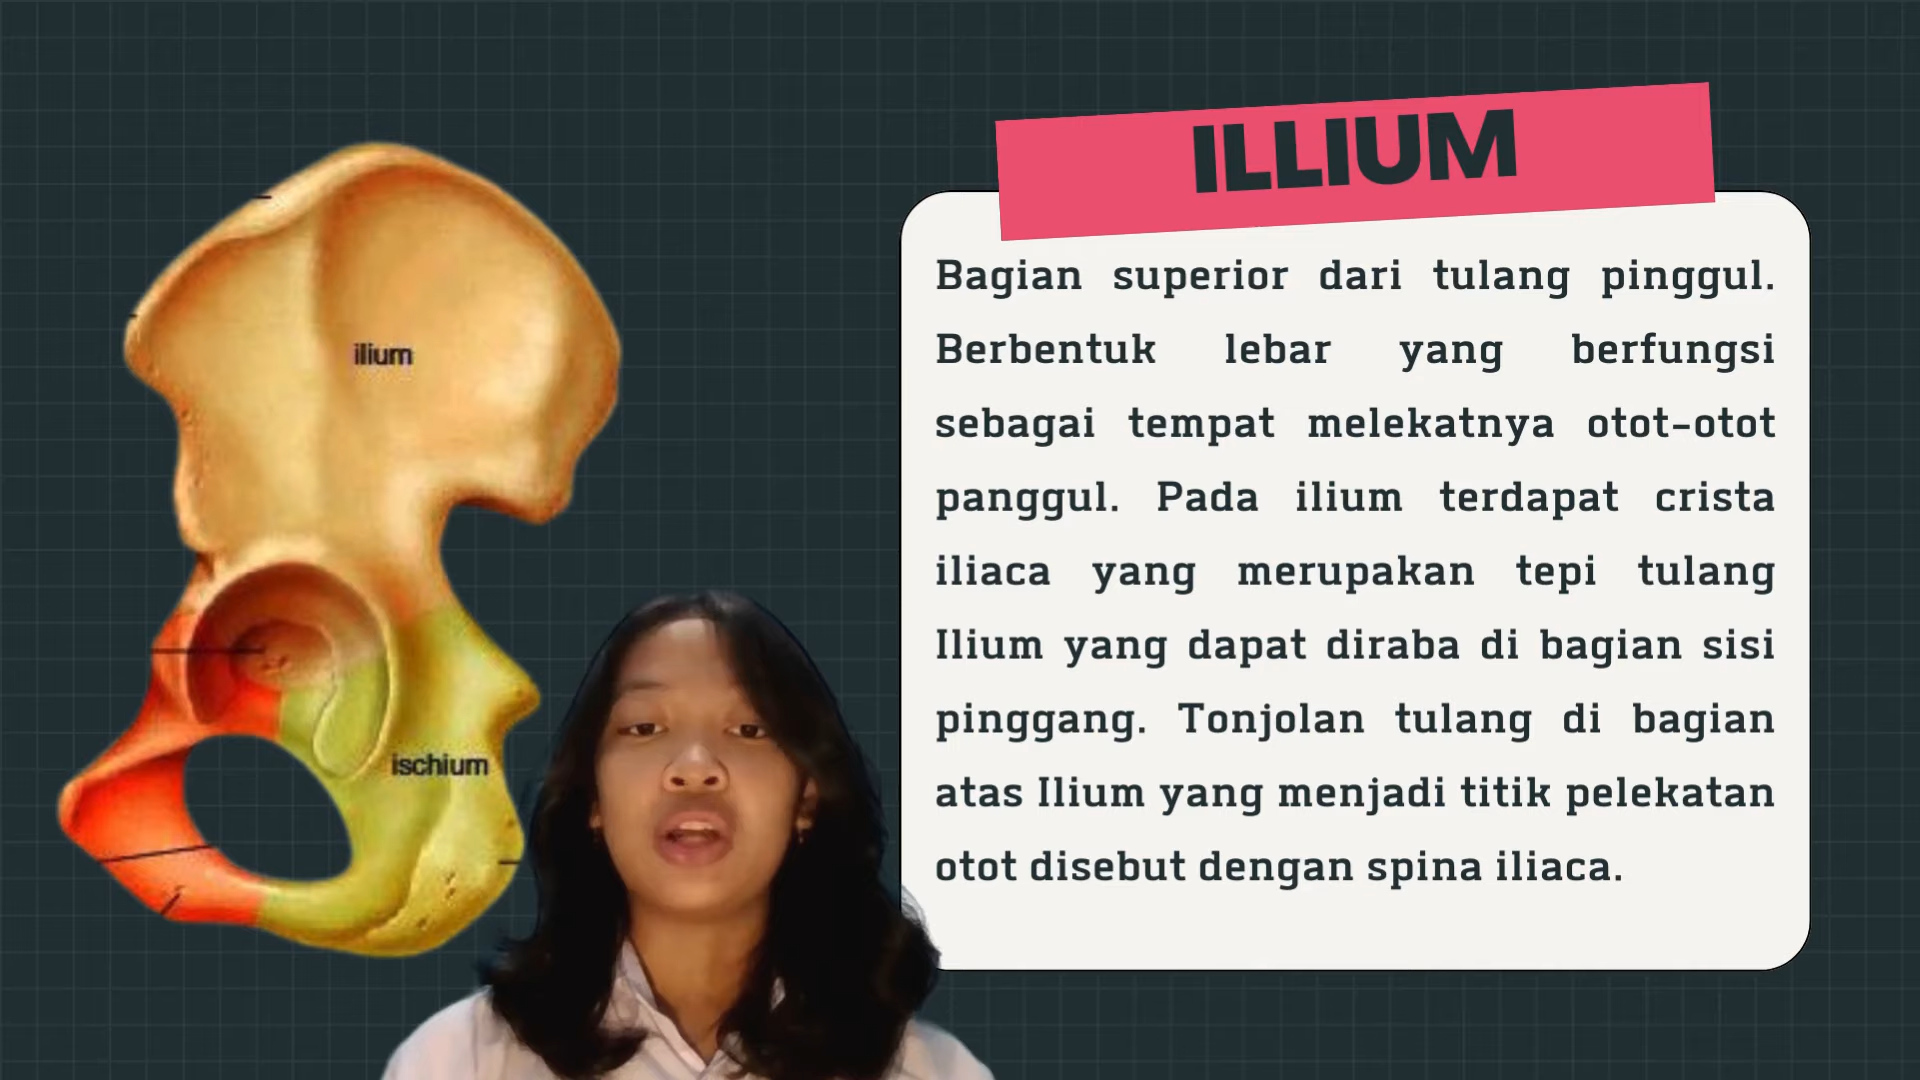 ILLIUM
ilium
ischium
Bagian superior dari tulang pinggul.
Berbentuk lebar yang berfungsi
sebagai tempat melekatnya otot-otot
panggul. Pada ilium terdapat crista
iliaca yang merupakan tepi tulang
Ilium yang dapat diraba di bagian sisi
pinggang. Tonjolan tulang di bagian
atas Ilium yang menjadi titik pelekatan
otot disebut dengan spina iliaca.